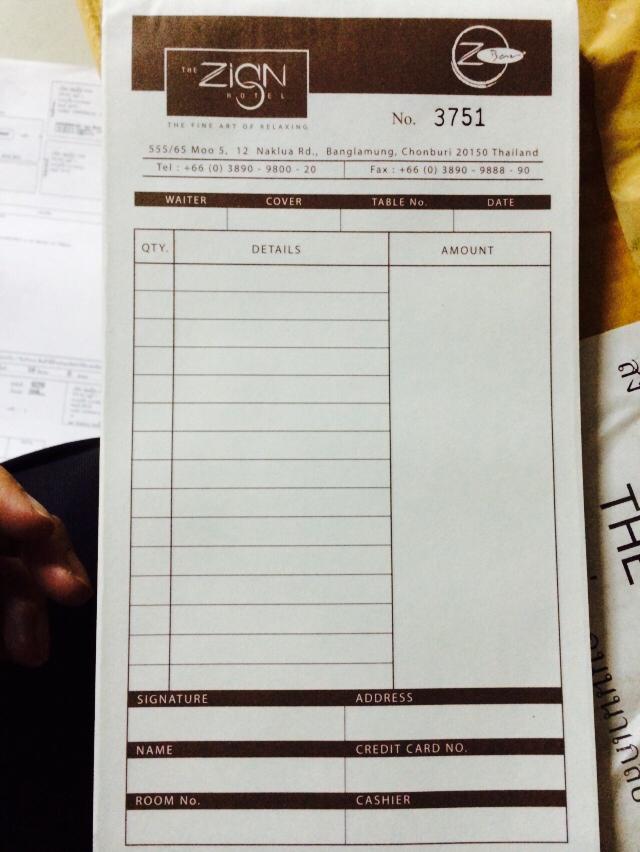 THE ZIGN
HOTEL
THE FINE ART OF RELAXING
Z Bar
No. 3751
555/65 Moo 5, 12 Naklua Rd., Banglamung, Chonburi 20150 Thailand
Tel : +66 (0) 3890 - 9800 - 20 Fax : +66 (0) 3890 - 9888 - 90
WAITER COVER TABLE No. DATE
QTY. DETAILS AMOUNT
SIGNATURE ADDRESS
NAME CREDIT CARD NO.
ROOM No. CASHIER
THE